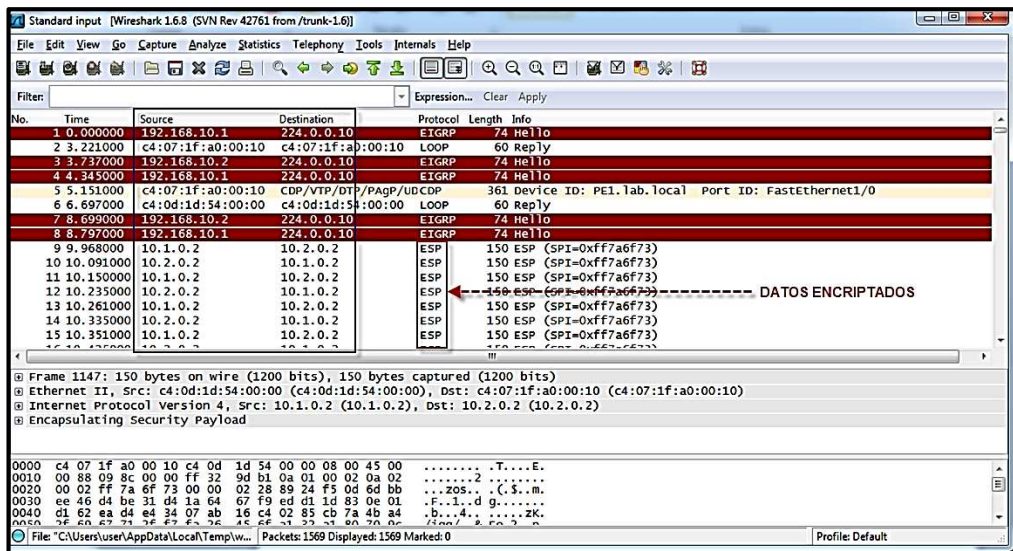 Standard input [Wireshark 1.6.8 (SVN Rev 42761 from /trunk-1.6)]
File Edit View Go Capture Analyze Statistics Telephony Tools Internals Help
Filter: Expression... Clear Apply
No. Time Source Destination Protocol Length Info
1 0.000000 192.168.10.1 224.0.0.10 EIGRP 74 Hello
2 3.221000 c4:07:1f:a0:00:10 c4:07:1f:a0:00:10 LOOP 60 Reply
3 3.737000 192.168.10.2 224.0.0.10 EIGRP 74 Hello
4 4.345000 192.168.10.1 224.0.0.10 EIGRP 74 Hello
5 5.151000 c4:07:1f:a0:00:10 CDP/VTP/DTP/PAgP/UDCDP 361 Device ID: PE1.lab.local Port ID: FastEthernet1/0
6 6.697000 c4:0d:1d:54:00:00 c4:0d:1d:54:00:00 LOOP 60 Reply
7 8.699000 192.168.10.2 224.0.0.10 EIGRP 74 Hello
8 8.797000 192.168.10.1 224.0.0.10 EIGRP 74 Hello
9 9.968000 10.1.0.2 10.2.0.2 ESP 150 ESP (SPI=0xff7a6f73)
10 10.091000 10.2.0.2 10.1.0.2 ESP 150 ESP (SPI=0xff7a6f73)
11 10.150000 10.1.0.2 10.2.0.2 ESP 150 ESP (SPI=0xff7a6f73)
12 10.235000 10.2.0.2 10.1.0.2 ESP 150 ESP (SPI=0xff7a6f73) DATOS ENCRIPTADOS
13 10.261000 10.1.0.2 10.2.0.2 ESP 150 ESP (SPI=0xff7a6f73)
14 10.335000 10.2.0.2 10.1.0.2 ESP 150 ESP (SPI=0xff7a6f73)
15 10.351000 10.1.0.2 10.2.0.2 ESP 150 ESP (SPI=0xff7a6f73)
Frame 1147: 150 bytes on wire (1200 bits), 150 bytes captured (1200 bits)
Ethernet II, Src: c4:0d:1d:54:00:00 (c4:0d:1d:54:00:00), Dst: c4:07:1f:a0:00:10 (c4:07:1f:a0:00:10)
Internet Protocol Version 4, Src: 10.1.0.2 (10.1.0.2), Dst: 10.2.0.2 (10.2.0.2)
Encapsulating Security Payload
0000 c4 07 1f a0 00 10 c4 0d 1d 54 00 00 08 00 45 00 ........ .T....E.
0010 00 88 09 8c 00 00 ff 32 9d b1 0a 01 00 02 0a 02 .......2 ........
0020 00 02 ff 7a 6f 73 00 00 02 28 89 24 f5 0d 6d bb ...zos.. .(.$..m.
0030 ee 46 d4 be 31 d4 1a 64 67 f9 ed d1 1d 83 0e 01 .F..1..d g.......
0040 d1 62 ea d4 e4 34 07 ab 16 c4 02 85 cb 7a 4b a4 .b...4.. .....zK.
File: "C:\Users\user\AppData\Local\Temp\w... Packets: 1569 Displayed: 1569 Marked: 0 Profile: Default